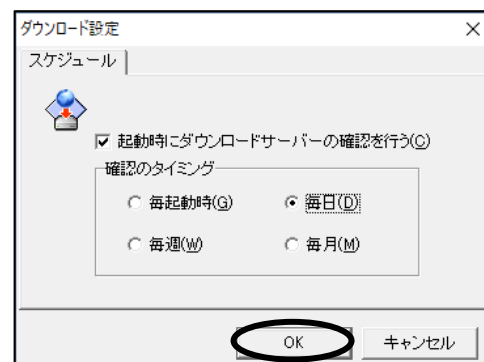 ダウンロード設定
スケジュール
起動時にダウンロードサーバーの確認を行う(C)
確認のタイミング
毎起動時(G) 毎日(D)
毎週(W) 毎月(M)
OK キャンセル